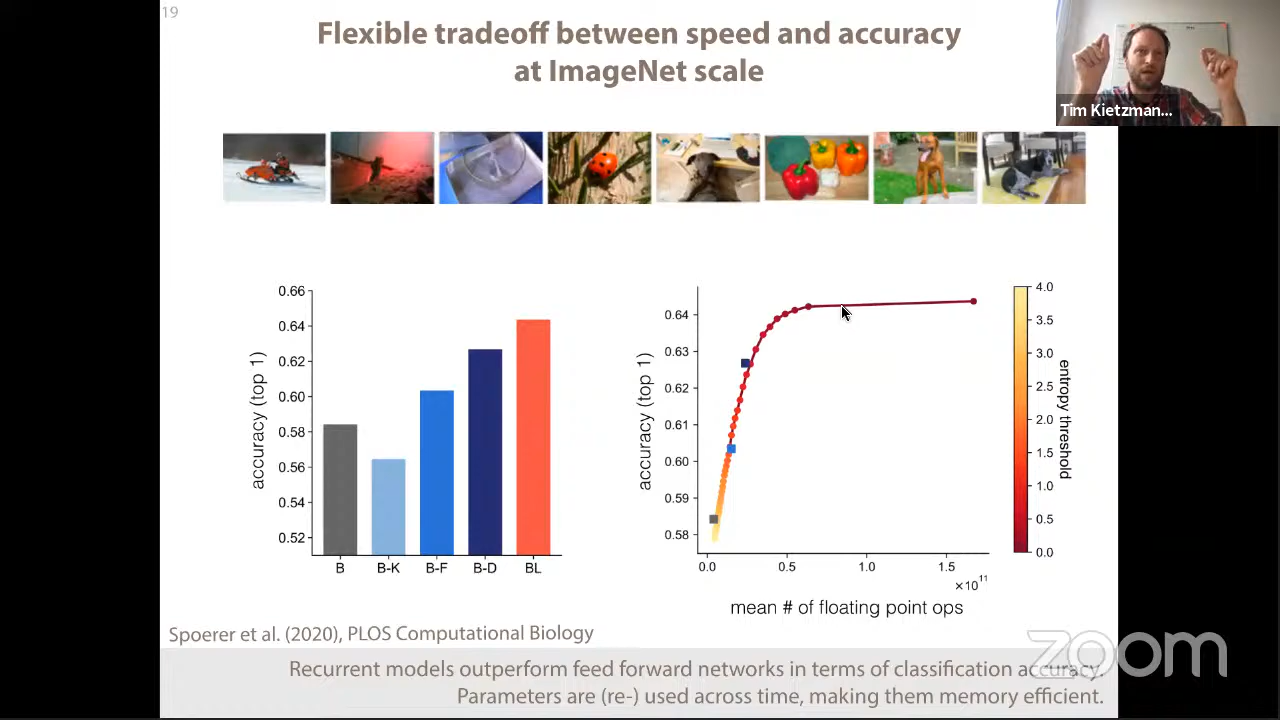 19
Flexible tradeoff between speed and accuracy
at ImageNet scale
Tim Kietzman...
0.66
0.64
0.62
0.60
0.58
0.56
0.54
0.52
accuracy (top 1)
B
B-K
B-F
B-D
BL
0.64
0.63
0.62
0.61
0.60
0.59
0.58
accuracy (top 1)
0.0
0.5
1.0
1.5
×10¹¹
mean # of floating point ops
4.0
3.5
3.0
2.5
2.0
1.5
1.0
0.5
0.0
entropy threshold
Spoerer et al. (2020), PLOS Computational Biology
Recurrent models outperform feed forward networks in terms of classification accuracy.
Parameters are (re-) used across time, making them memory efficient.
zoom